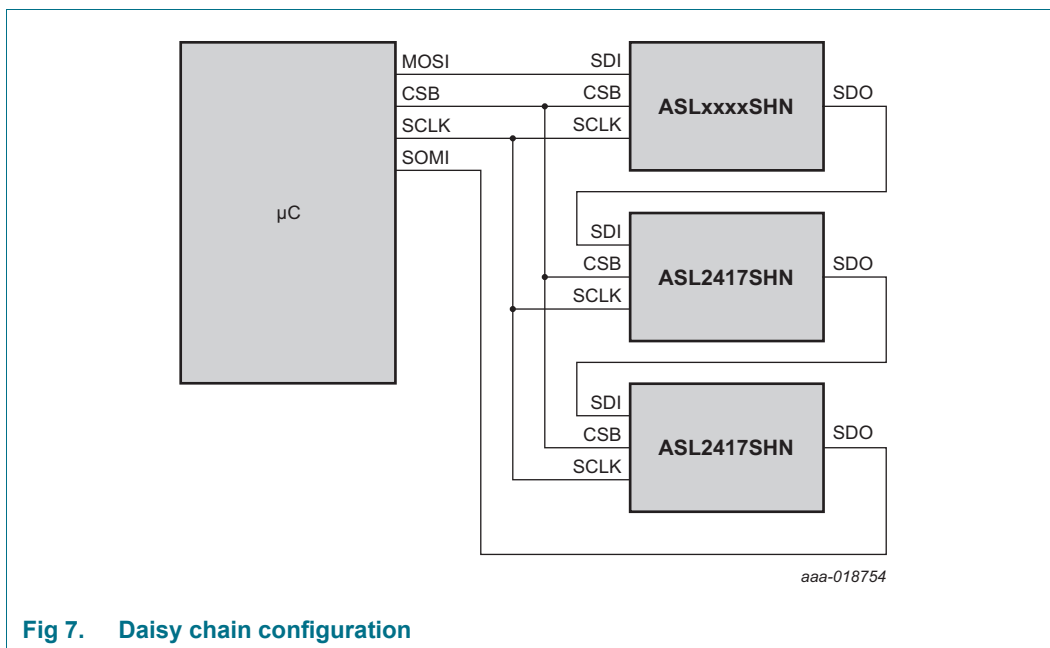 MOSI
CSB
SCLK
SOMI
µC
SDI
CSB
SCLK
ASLxxxxSHN
SDO
SDI
CSB
SCLK
ASL2417SHN
SDO
SDI
CSB
SCLK
ASL2417SHN
SDO
aaa-018754
Fig 7. Daisy chain configuration